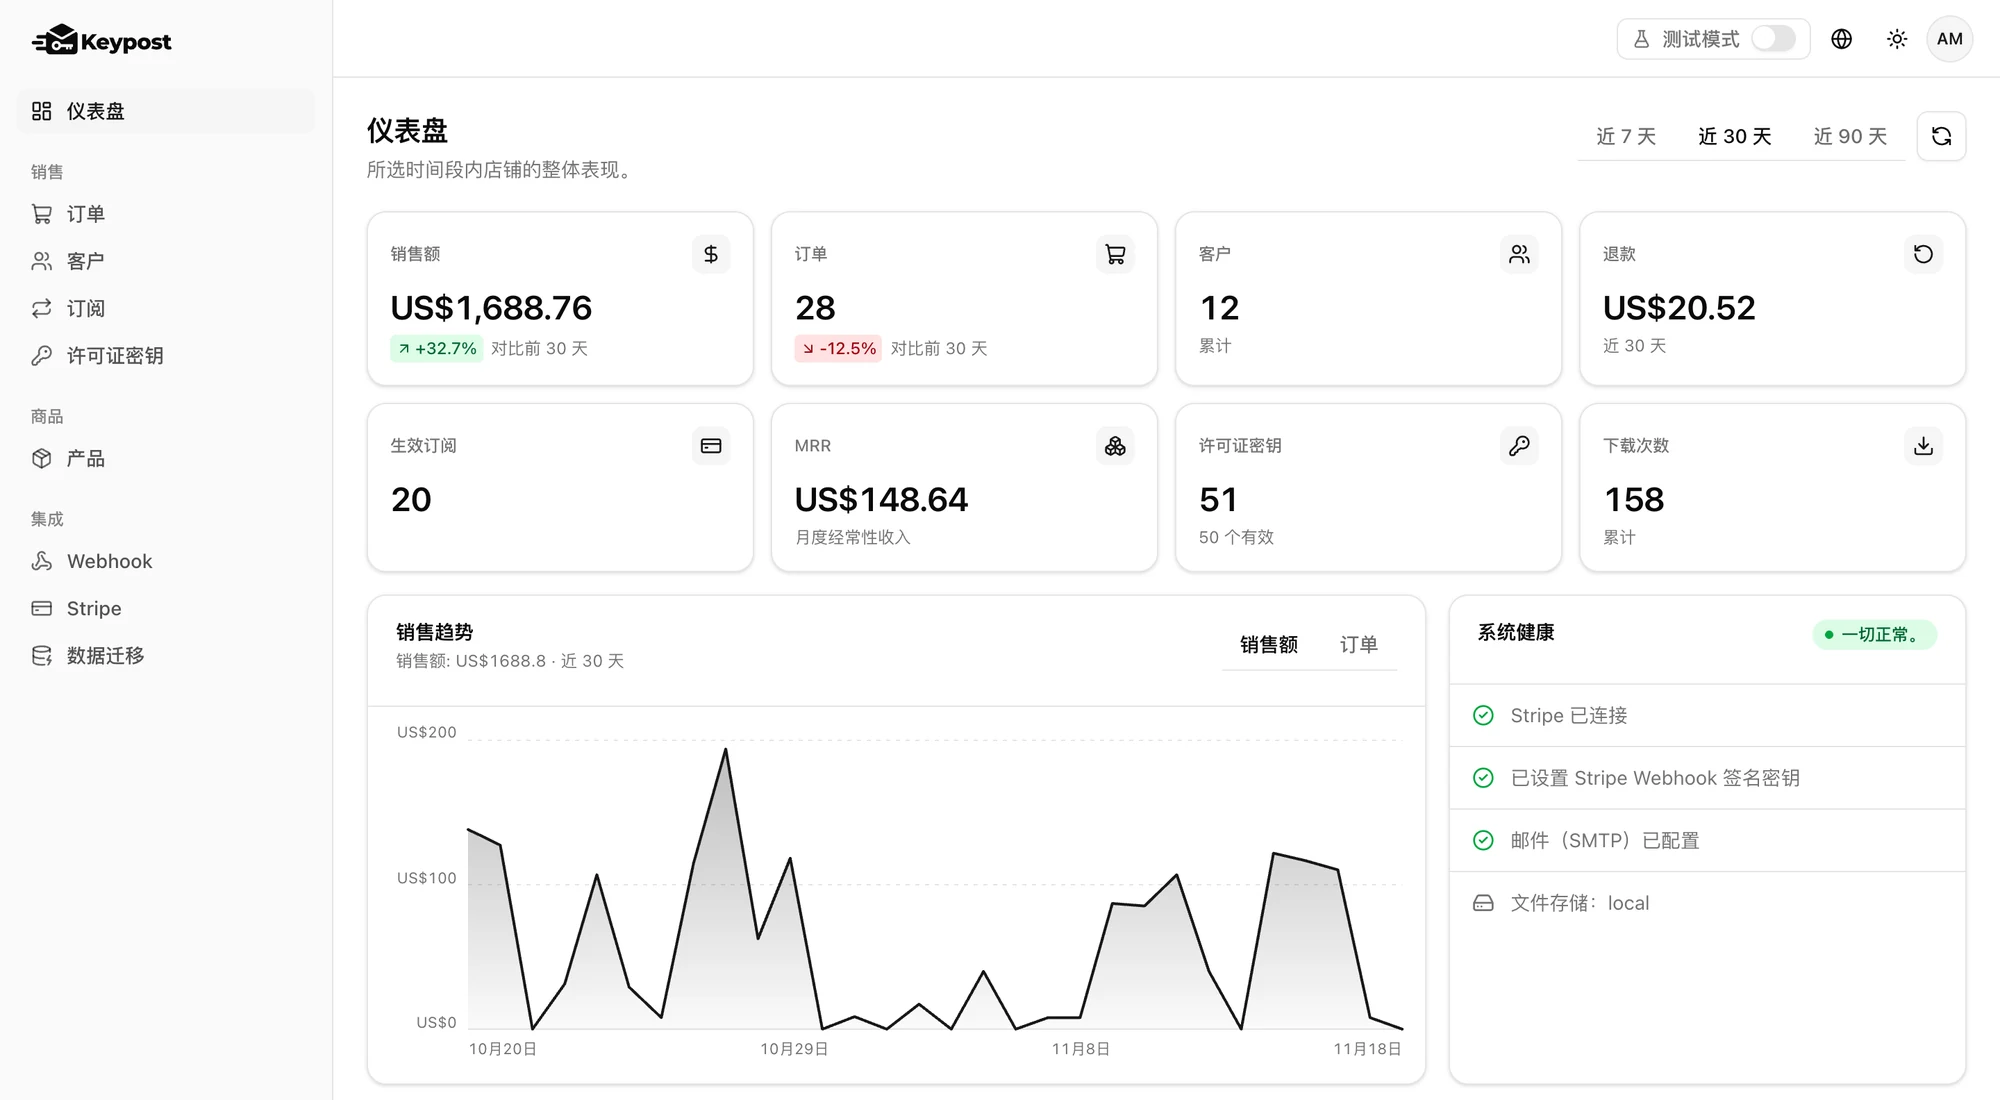 Keypost
测试模式
AM
仪表盘
销售
订单
客户
订阅
许可证密钥
商品
产品
集成
Webhook
Stripe
数据迁移
仪表盘
所选时间段内店铺的整体表现。
近 7 天
近 30 天
近 90 天
销售额
US$1,688.76
+32.7% 对比前 30 天
订单
28
-12.5% 对比前 30 天
客户
12
累计
退款
US$20.52
近 30 天
生效订阅
20
MRR
US$148.64
月度经常性收入
许可证密钥
51
50 个有效
下载次数
158
累计
销售趋势
销售额: US$1688.8 · 近 30 天
销售额
订单
US$200
US$100
US$0
10月20日
10月29日
11月8日
11月18日
系统健康
一切正常。
Stripe 已连接
已设置 Stripe Webhook 签名密钥
邮件（SMTP）已配置
文件存储：local